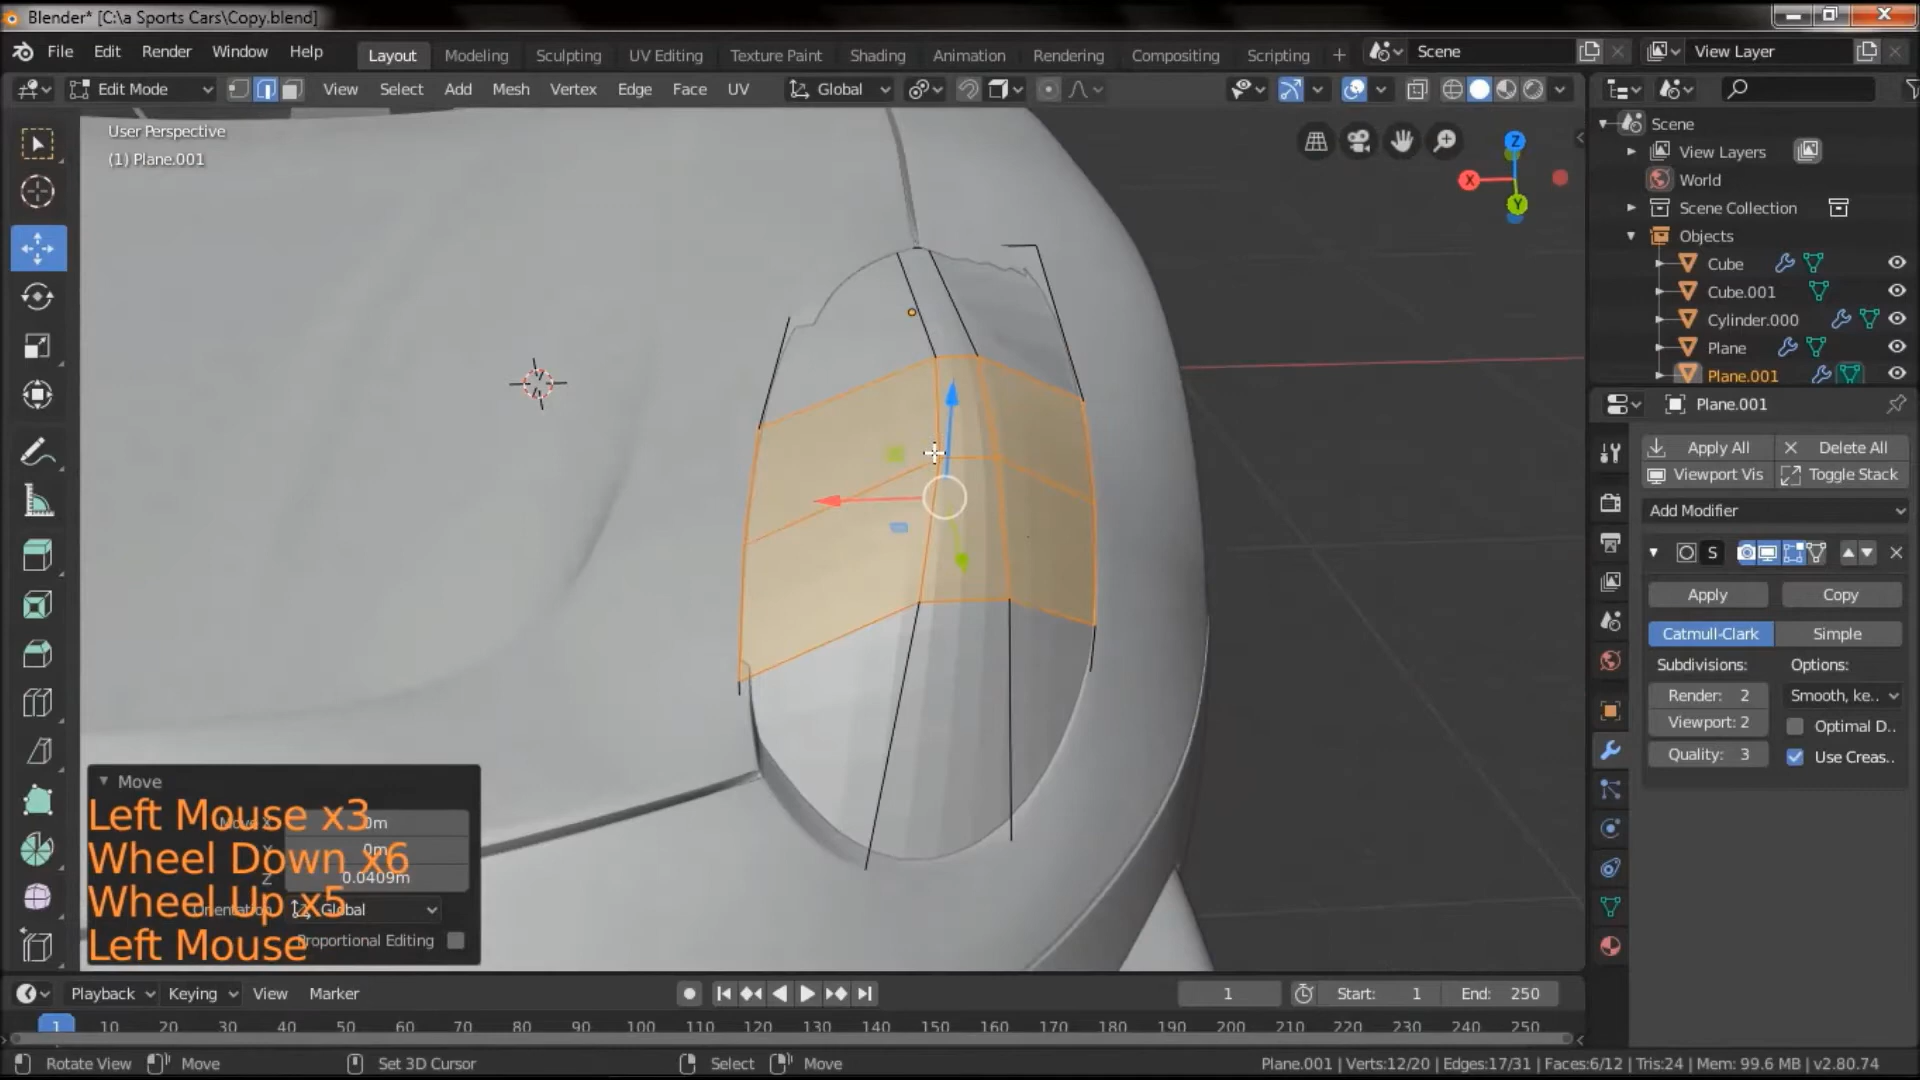 Blender* [C:\a Sports Cars\Copy.blend]
File Edit Render Window Help Layout Modeling Sculpting UV Editing Texture Paint Shading Animation Rendering Compositing Scripting + Scene View Layer
Edit Mode View Select Add Mesh Vertex Edge Face UV Global
User Perspective
(1) Plane.001
Z
X
Y
Scene
View Layers
World
Scene Collection
Objects
Cube
Cube.001
Cylinder.000
Plane
Plane.001
Plane.001
Apply All Delete All
Viewport Vis Toggle Stack
Add Modifier
S
Apply Copy
Catmull-Clark Simple
Subdivisions: Options:
Render: 2 Smooth, ke..
Viewport: 2 Optimal D..
Quality: 3 Use Creas..
Move
Left Mouse x3
0m
Wheel Down x6
0m
Z 0.0409m
Wheel Up x5
Global
Left Mouse
Proportional Editing
Playback Keying View Marker 1 Start: 1 End: 250
1 10 20 30 40 50 60 70 80 90 100 110 120 130 140 150 160 170 180 190 200 210 220 230 240 250
Rotate View Move Set 3D Cursor Select Move Plane.001 | Verts:12/20 | Edges:17/31 | Faces:6/12 | Tris:24 | Mem: 99.6 MB | v2.80.74